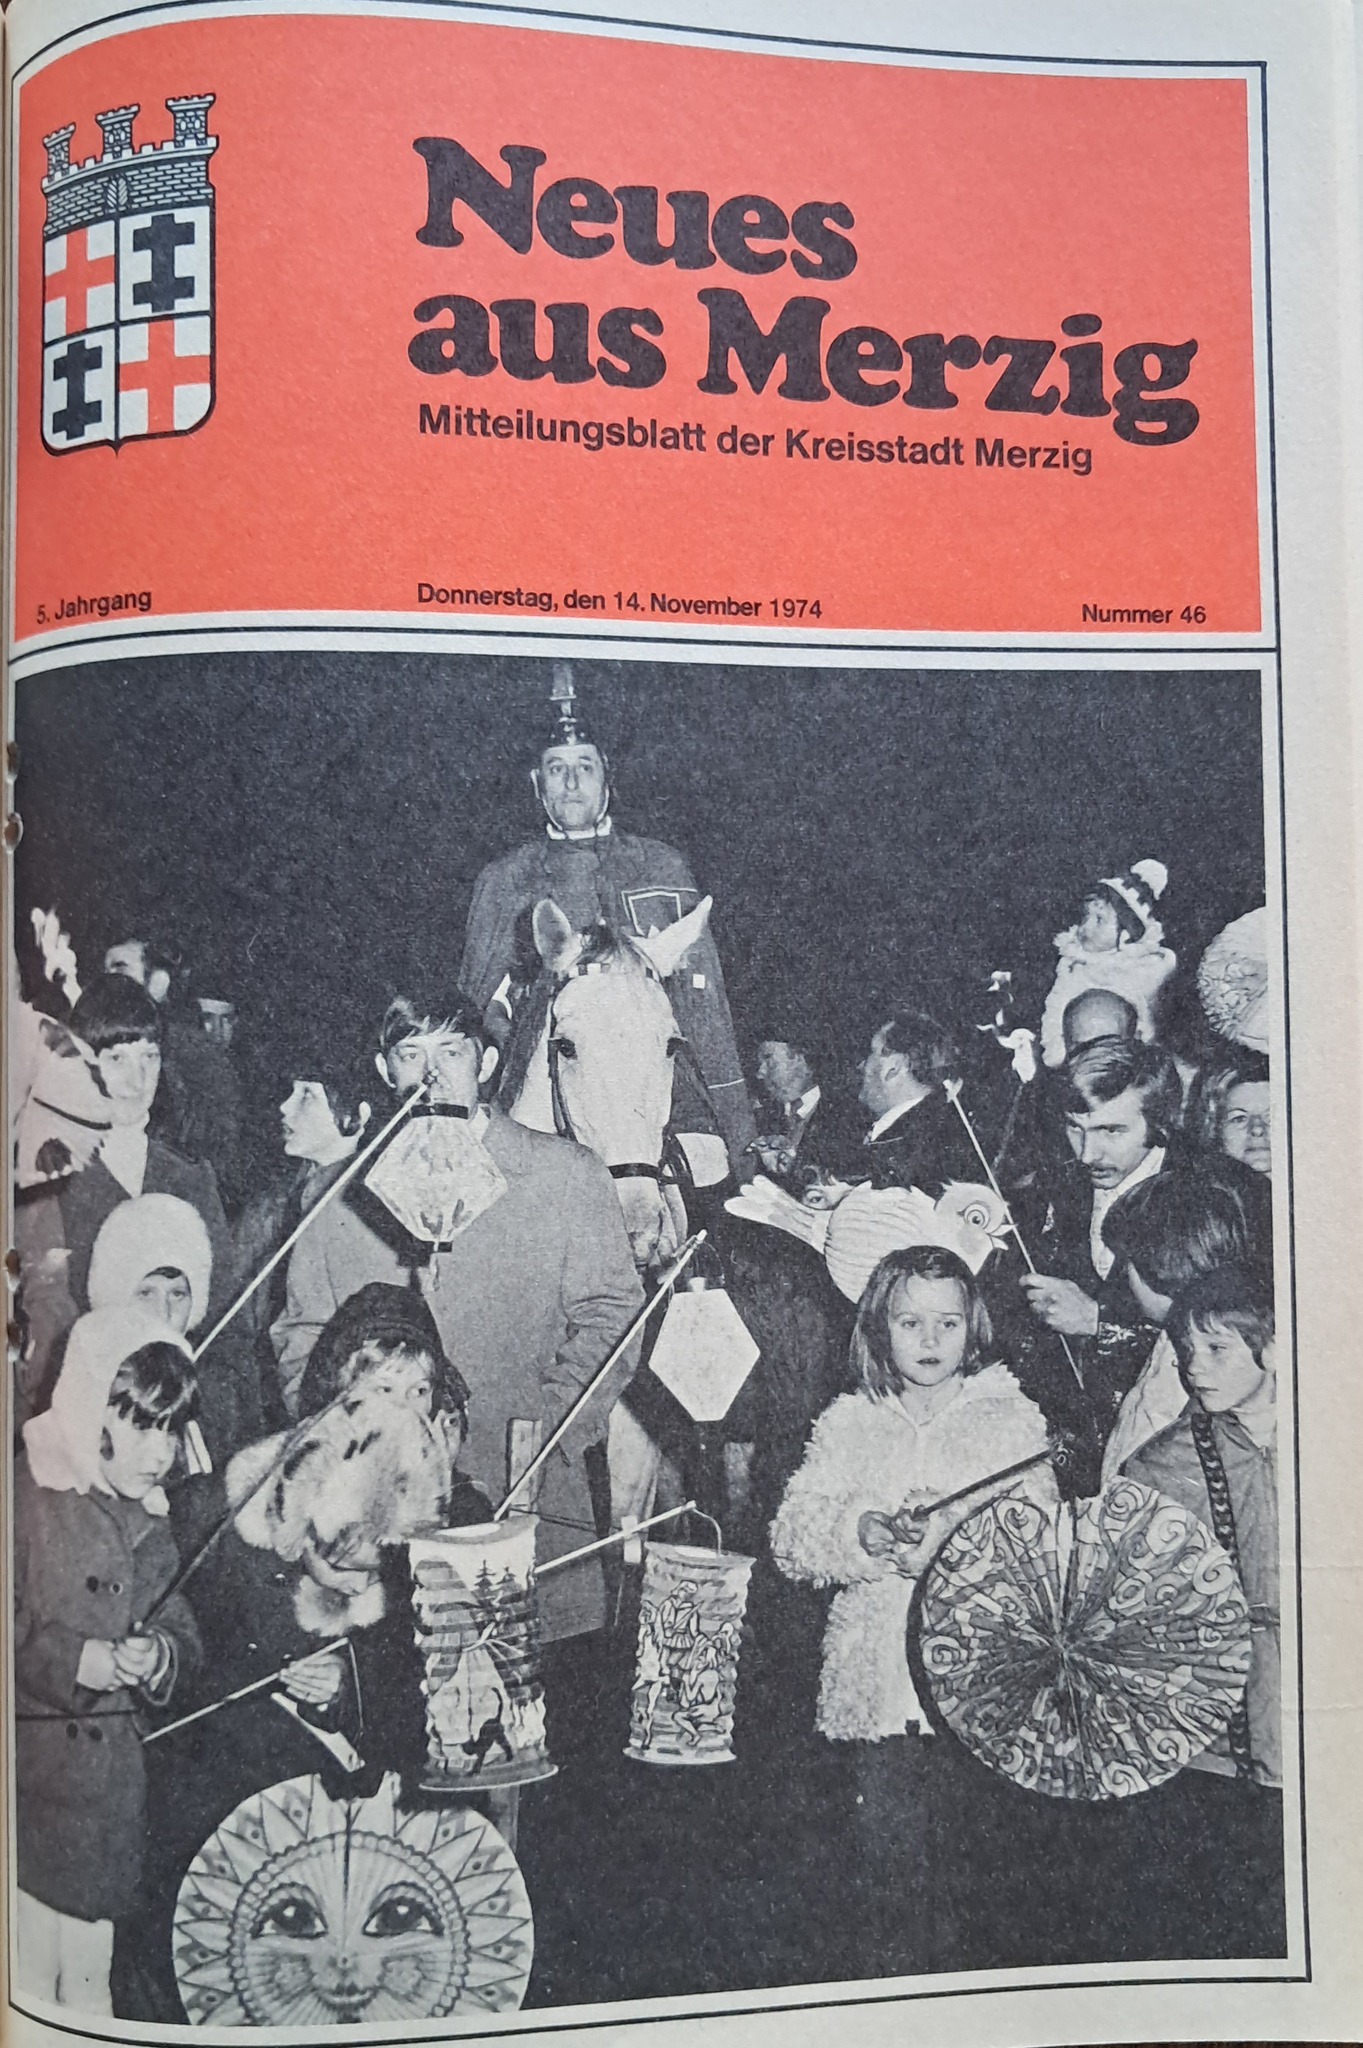 Neues
aus Merzig
Mitteilungsblatt der Kreisstadt Merzig
5. Jahrgang
Donnerstag, den 14. November 1974
Nummer 46